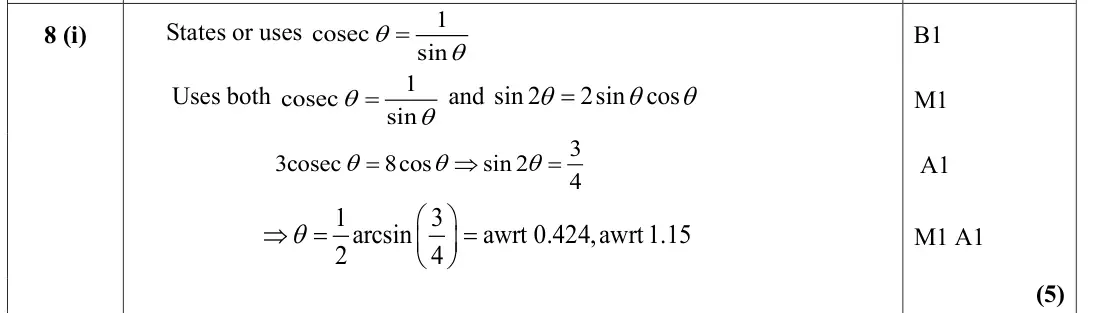 8 (i) States or uses cosec θ = 1/sin θ B1
Uses both cosec θ = 1/sin θ and sin 2θ = 2 sin θ cos θ M1
3cosec θ = 8 cos θ ⇒ sin 2θ = 3/4 A1
⇒ θ = 1/2 arcsin(3/4) = awrt 0.424, awrt 1.15 M1 A1
(5)